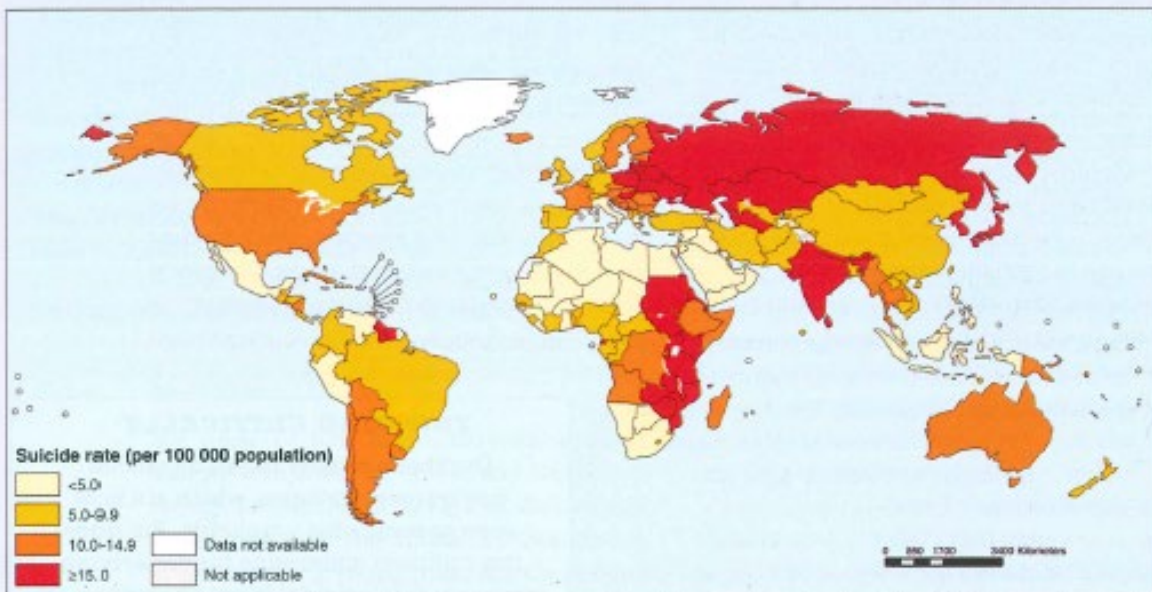 Suicide rate (per 100 000 population)
<5.0
5.0-9.9
10.0-14.9
≥15.0
Data not available
Not applicable
0 850 1700 3400 Kilometers